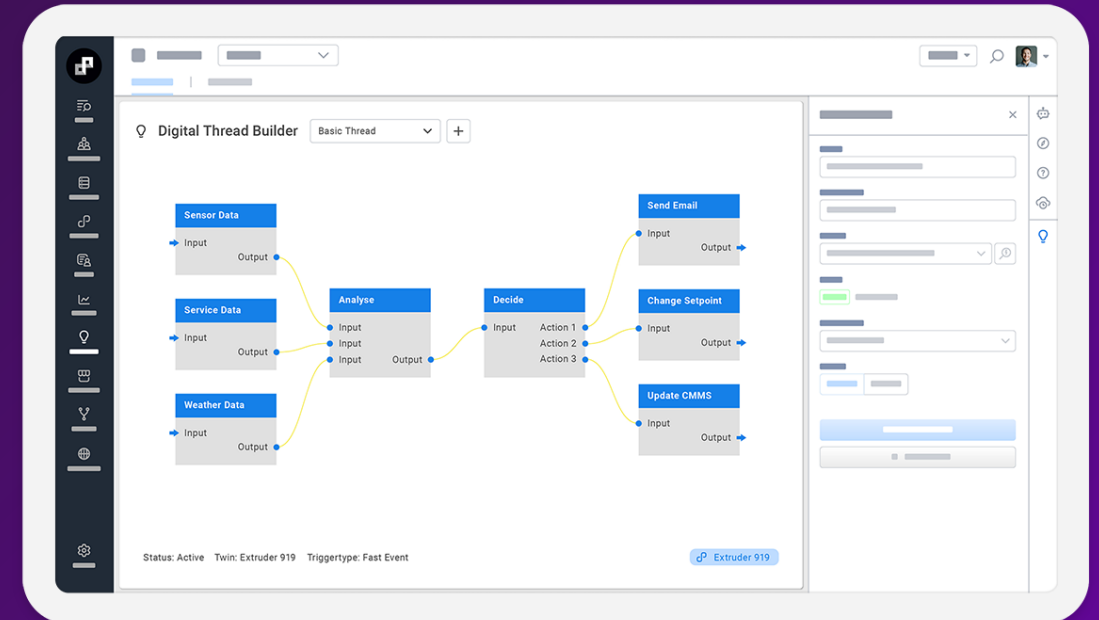 Digital Thread Builder
Basic Thread
Sensor Data
Input
Output
Service Data
Input
Output
Weather Data
Input
Output
Analyse
Input
Input
Input Output
Decide
Input Action 1
Action 2
Action 3
Send Email
Input
Output
Change Setpoint
Input
Output
Update CMMS
Input
Output
Status: Active Twin: Extruder 919 Triggertype: Fast Event
Extruder 919